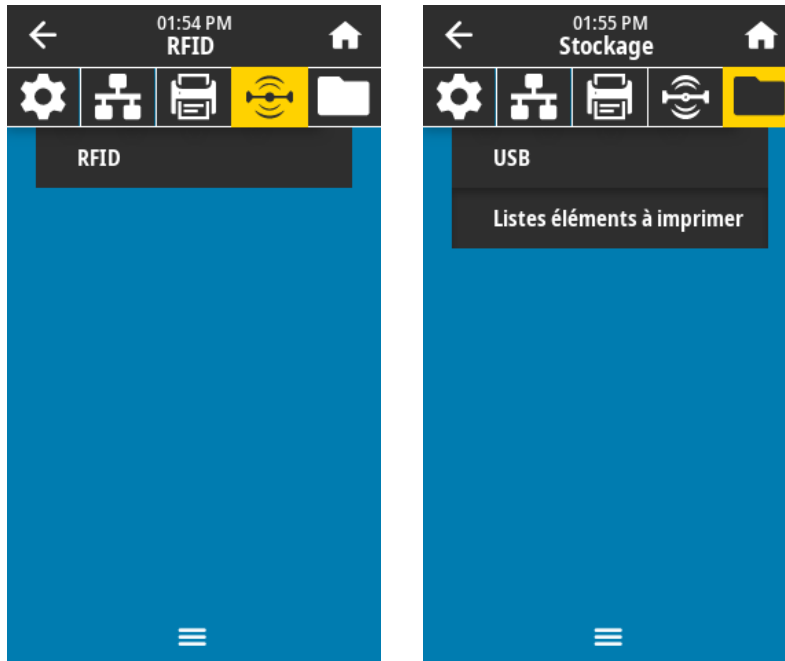 01:54 PM
RFID
RFID
01:55 PM
Stockage
USB
Listes éléments à imprimer